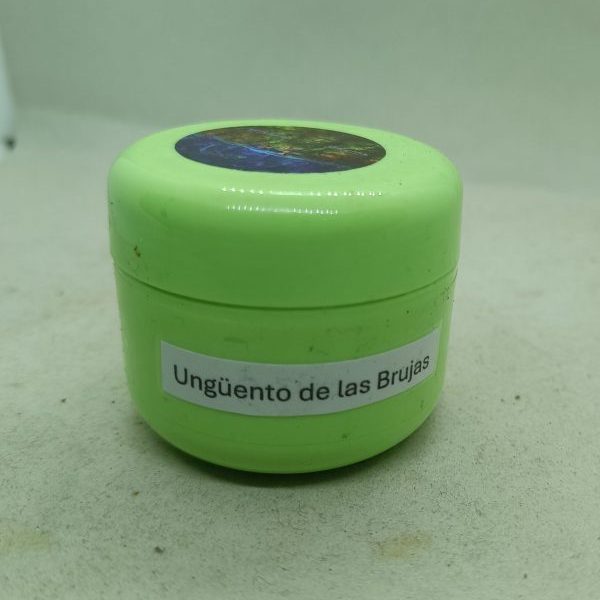 Ungüento de las Brujas